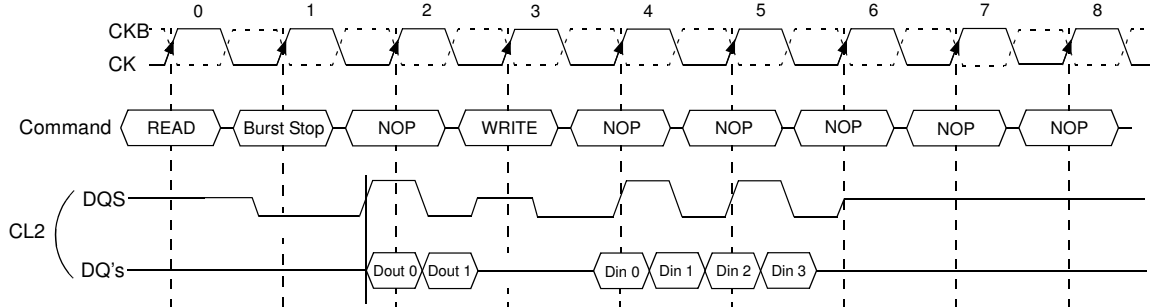 0 1 2 3 4 5 6 7 8
CKB
CK
Command READ Burst Stop NOP WRITE NOP NOP NOP NOP NOP
DQS
CL2
DQ's Dout 0 Dout 1 Din 0 Din 1 Din 2 Din 3